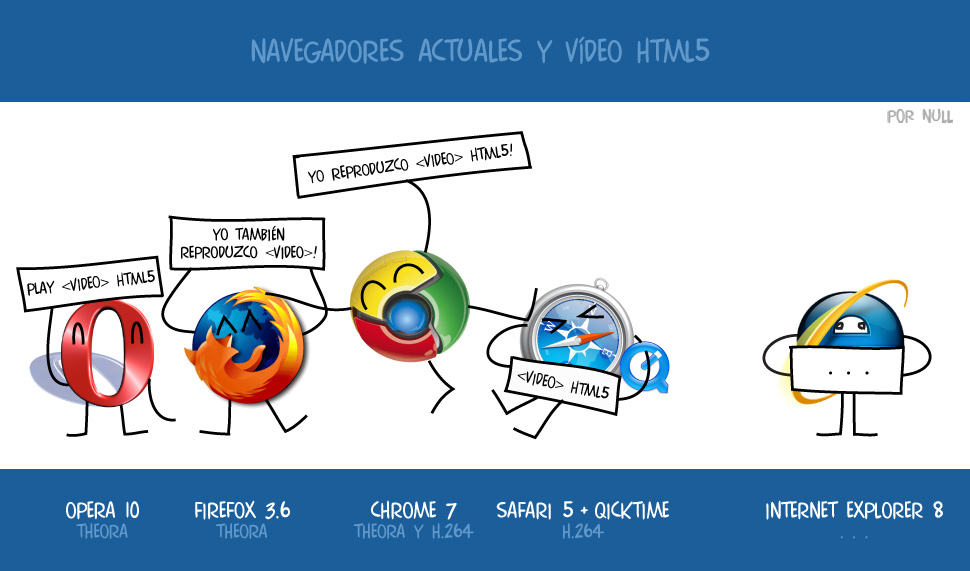 NAVEGADORES ACTUALES Y VÍDEO HTML5
POR NULL
YO REPRODUZCO <VIDEO> HTML5!
YO TAMBIÉN
REPRODUZCO <VIDEO>!
PLAY <VIDEO> HTML5
<VIDEO> HTML5
. . .
OPERA 10
THEORA
FIREFOX 3.6
THEORA
CHROME 7
THEORA Y H.264
SAFARI 5 + QICKTIME
H.264
INTERNET EXPLORER 8
. . .